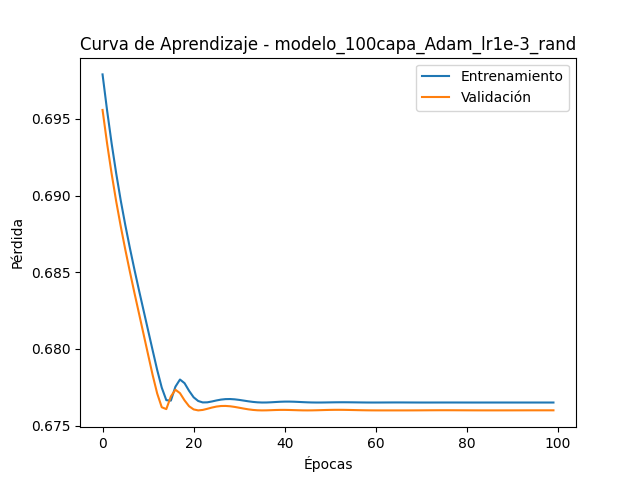 Curva de Aprendizaje - modelo_100capa_Adam_lr1e-3_rand
Entrenamiento
Validación
0.695
0.690
0.685
0.680
0.675
Pérdida
0 20 40 60 80 100
Épocas